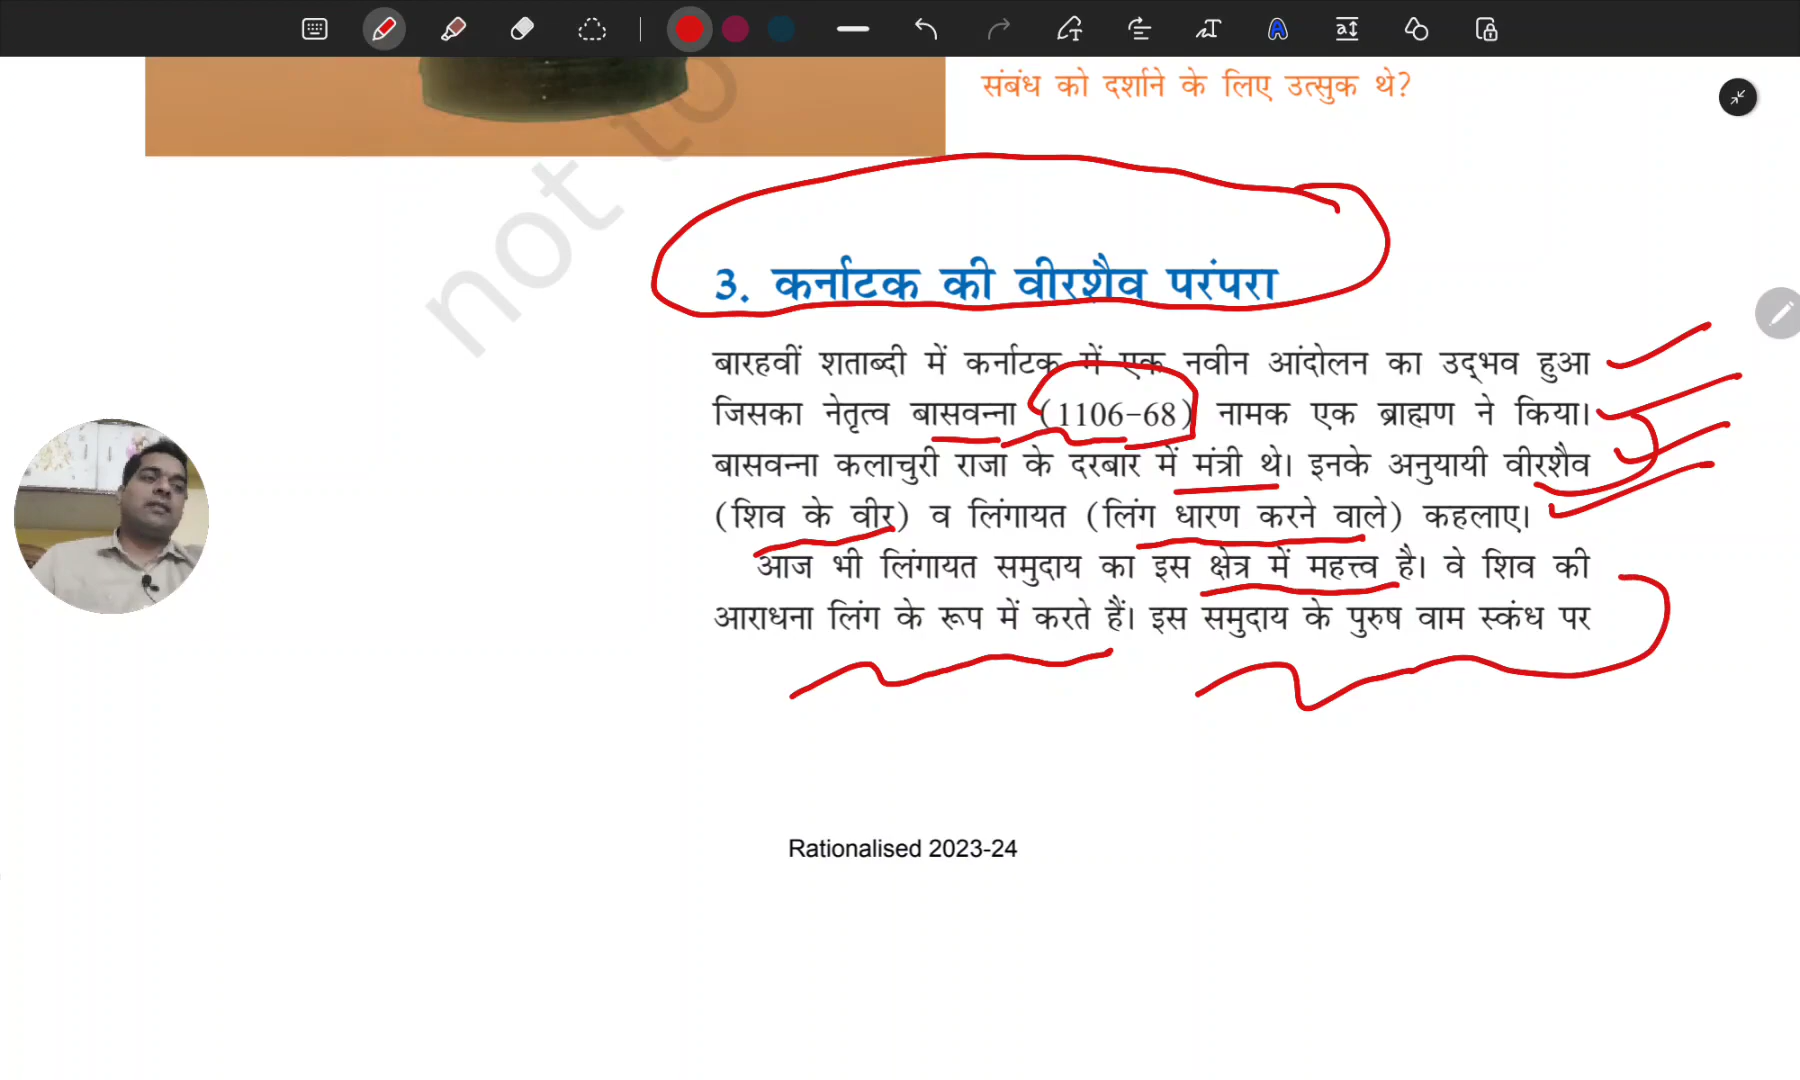 संबंध को दर्शाने के लिए उत्सुक थे?
not to
3. कर्नाटक की वीरशैव परंपरा
बारहवीं शताब्दी में कर्नाटक में एक नवीन आंदोलन का उद्भव हुआ
जिसका नेतृत्व बासवन्ना (1106-68) नामक एक ब्राह्मण ने किया।
बासवन्ना कलाचुरी राजा के दरबार में मंत्री थे। इनके अनुयायी वीरशैव
(शिव के वीर) व लिंगायत (लिंग धारण करने वाले) कहलाए।
आज भी लिंगायत समुदाय का इस क्षेत्र में महत्त्व है। वे शिव की
आराधना लिंग के रूप में करते हैं। इस समुदाय के पुरुष वाम स्कंध पर
Rationalised 2023-24